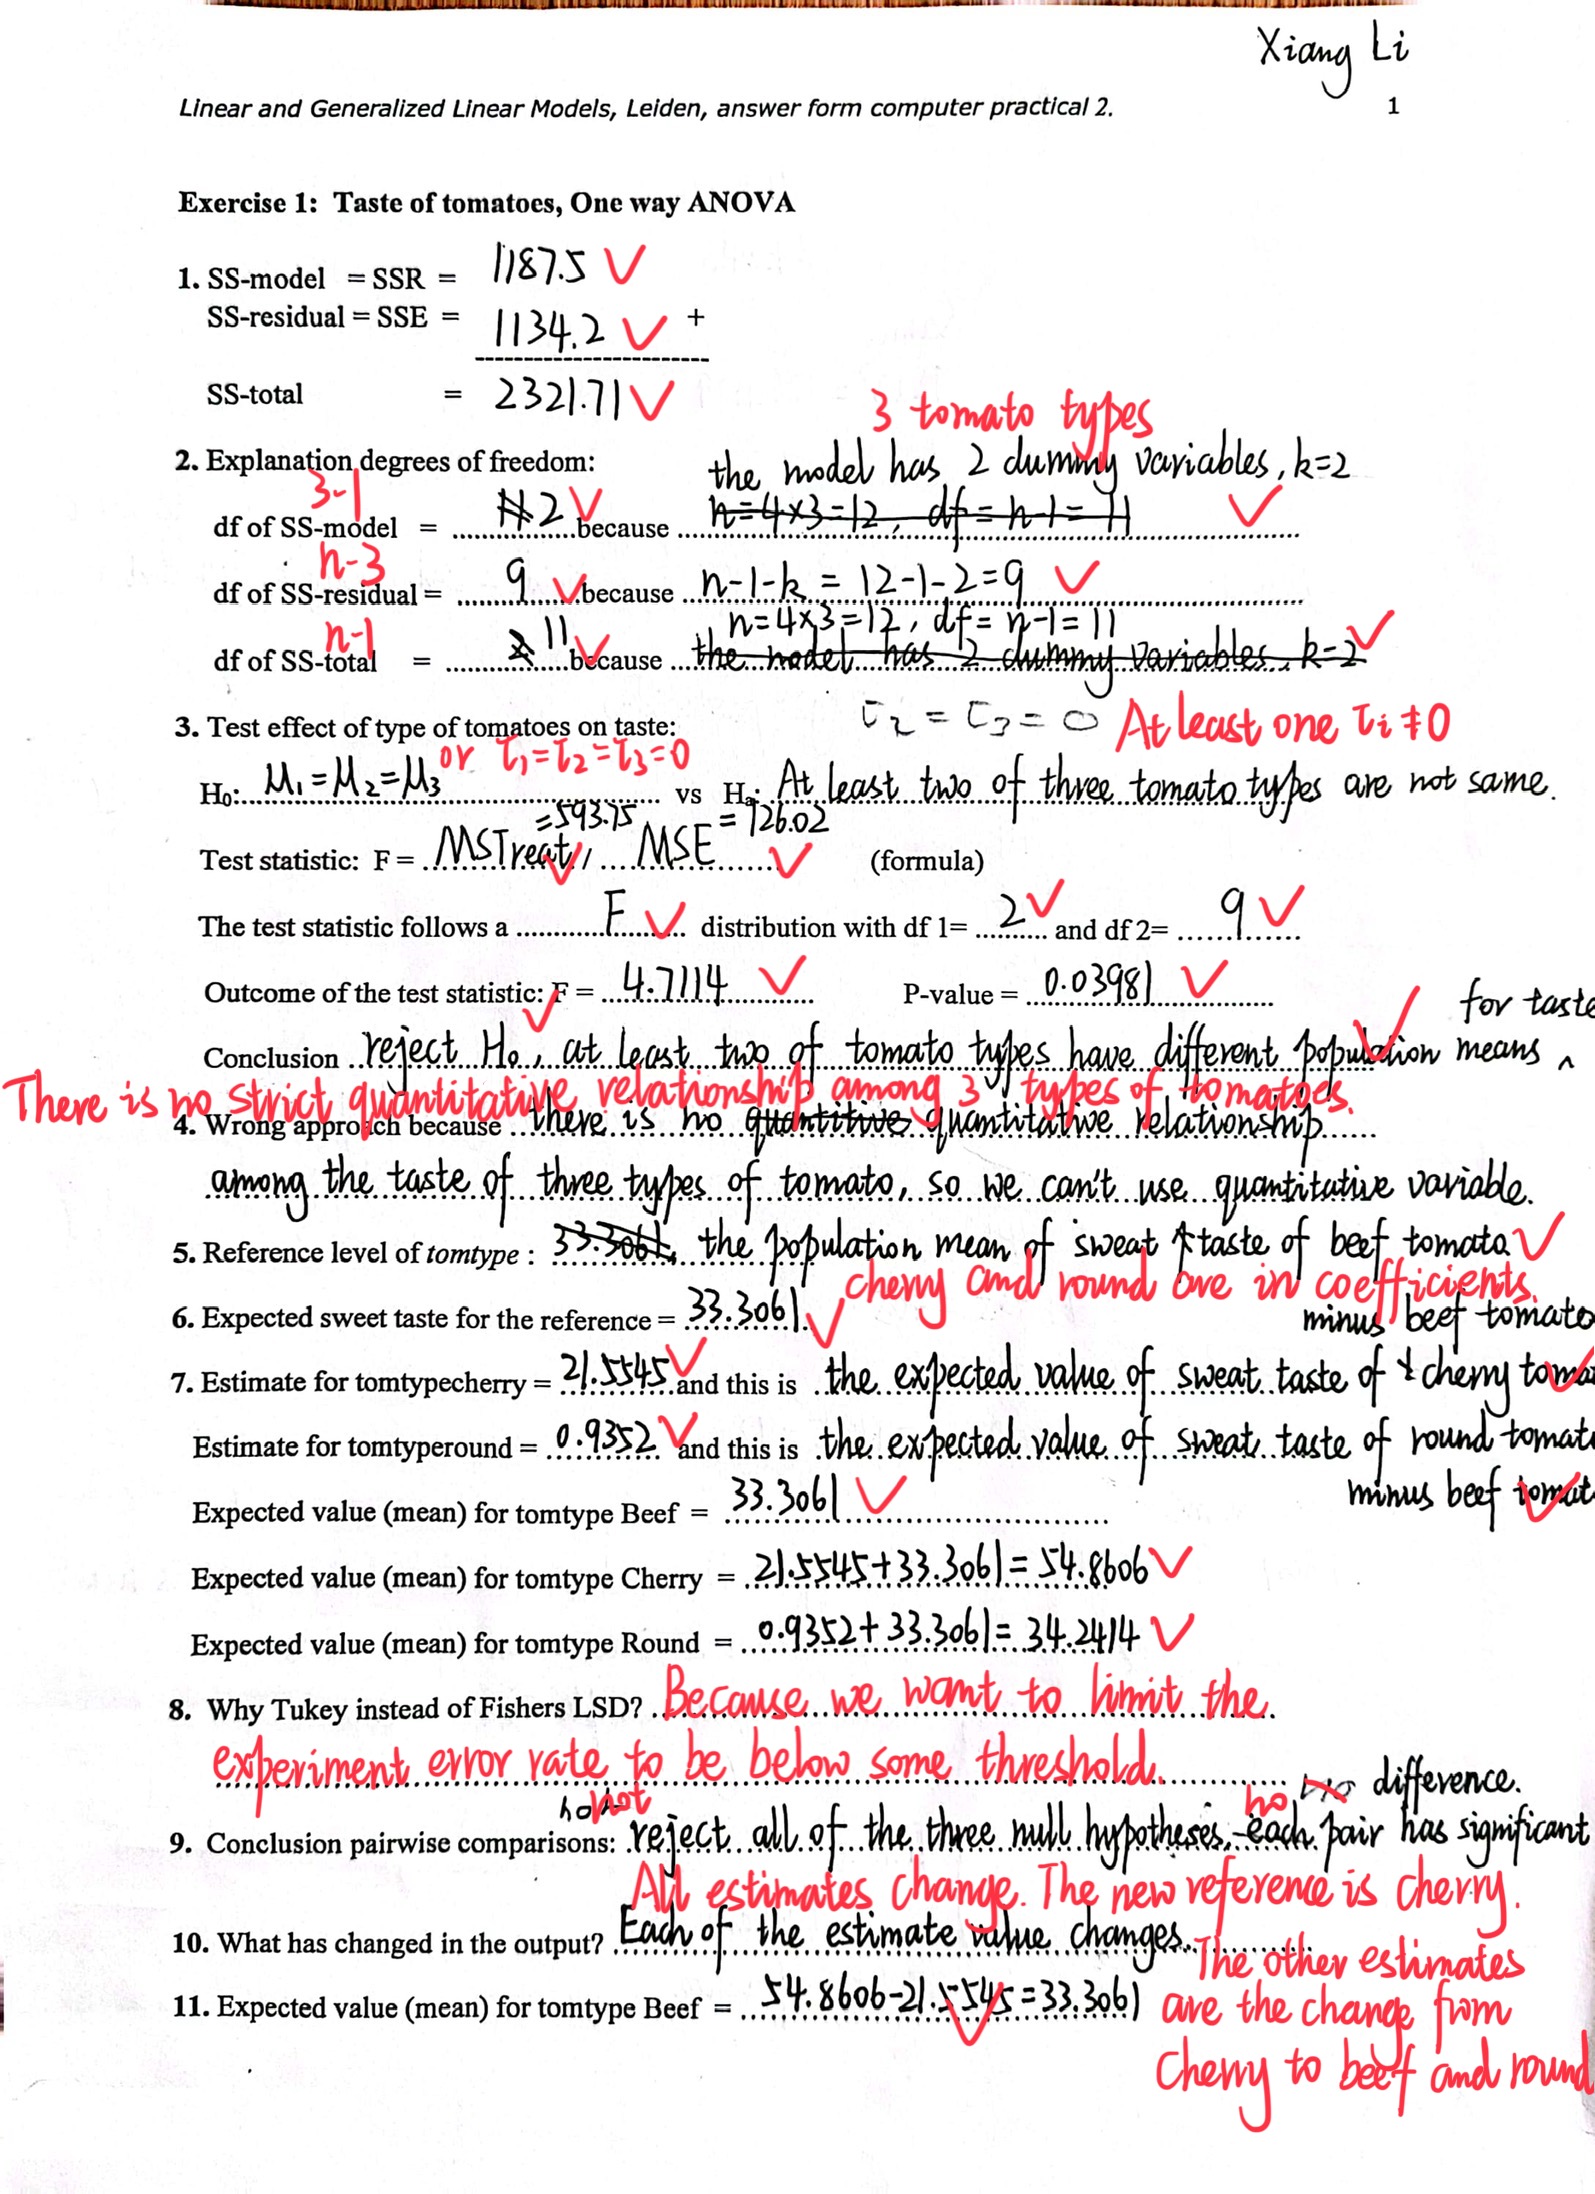 Xiang Li
Linear and Generalized Linear Models, Leiden, answer form computer practical 2. 1
Exercise 1: Taste of tomatoes, One way ANOVA
1. SS-model = SSR = 1187.5 V
SS-residual = SSE = 1134.2 V +
SS-total = 2321.71 V
3 tomato types
2. Explanation degrees of freedom: the model has 2 dummy variables, k=2
3-1
df of SS-model = 2 V because n=4×3=12, df=n-1=11 V
n-3
df of SS-residual = 9 V because n-1-k = 12-1-2=9 V
n-1 n=4×3=12, df=n-1=11
df of SS-total = 2 11 V because the model has 2 dummy variables, k=2 V
τ2 = τ3 = 0 At least one τi ≠ 0
3. Test effect of type of tomatoes on taste:
or τ1=τ2=τ3=0
H0: μ1=μ2=μ3 vs Ha: At least two of three tomato types are not same.
=593.75 =126.02
Test statistic: F = MSTreat V / MSE V (formula)
The test statistic follows a F V distribution with df 1= 2 V and df 2= 9 V
Outcome of the test statistic: F = 4.7114 V P-value = 0.03981 V
for taste
Conclusion reject H0, at least two of tomato types have different population means ^
There is no strict quantitative relationship among 3 types of tomatoes.
4. Wrong approach because there is no quantitive quantitative relationship
among the taste of three types of tomato, so we can't use quantitative variable.
5. Reference level of tomtype : 33.3061, the population mean of sweat taste of beef tomato. V
cherry and round are in coefficients.
6. Expected sweet taste for the reference = 33.3061. V
minus beef tomato
7. Estimate for tomtypecherry = 21.5545 V and this is the expected value of sweat taste of cherry
Estimate for tomtyperound = 0.9352 V and this is the expected value of sweat taste of round
minus beef
Expected value (mean) for tomtype Beef = 33.3061 V
Expected value (mean) for tomtype Cherry = 21.5545+33.3061=54.8606 V
Expected value (mean) for tomtype Round = 0.9352+33.3061=34.2414 V
8. Why Tukey instead of Fishers LSD? Because we want to limit the
experiment error rate to be below some threshold.
difference.
not no
9. Conclusion pairwise comparisons: reject all of the three null hypotheses, each pair has significant
All estimates change. The new reference is cherry.
10. What has changed in the output? Each of the estimate value changes.
The other estimates
11. Expected value (mean) for tomtype Beef = 54.8606-21.5545=33.3061 V
are the change from
Cherry to beef and round